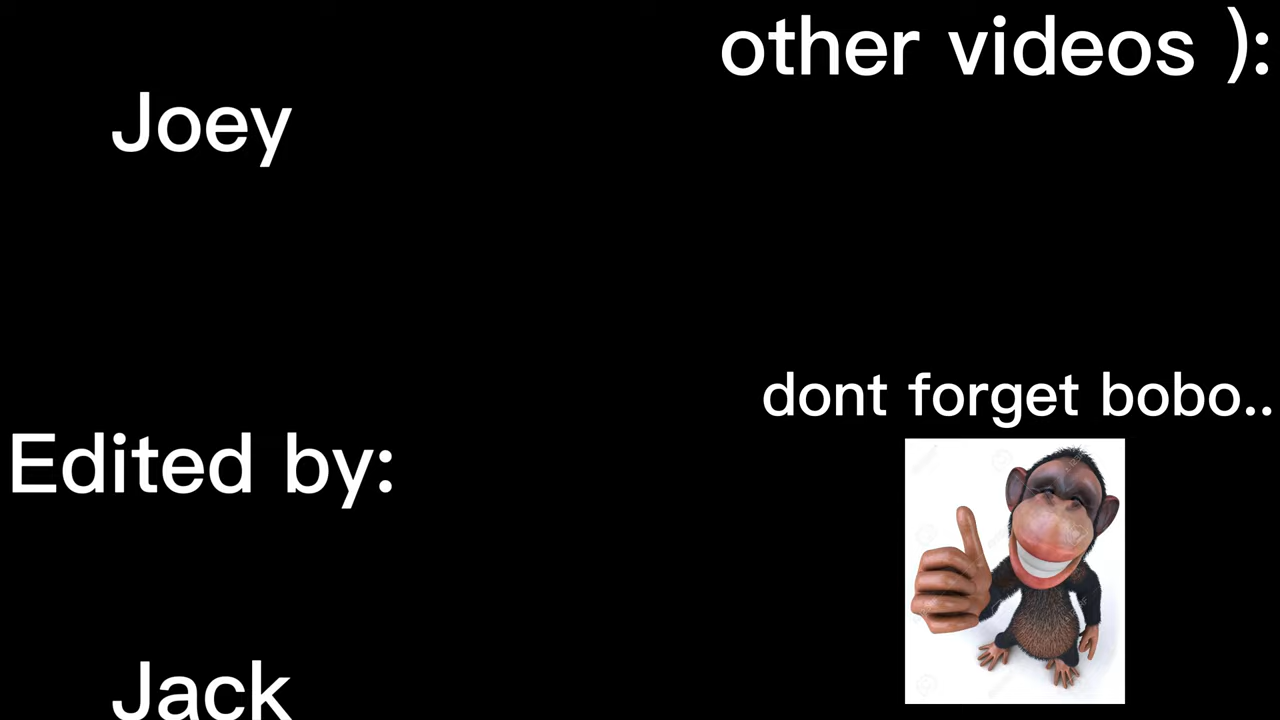 other videos ):
Joey
dont forget bobo..
Edited by:
Jack